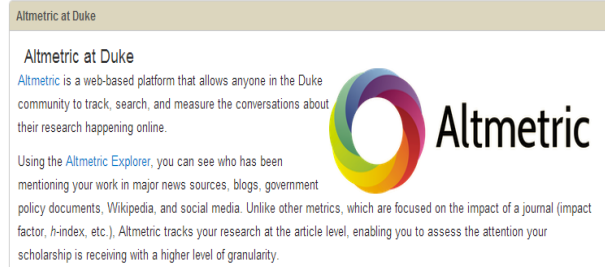 Altmetric at Duke
Altmetric at Duke
Altmetric is a web-based platform that allows anyone in the Duke
community to track, search, and measure the conversations about
their research happening online.
Altmetric
Using the Altmetric Explorer, you can see who has been
mentioning your work in major news sources, blogs, government
policy documents, Wikipedia, and social media. Unlike other metrics, which are focused on the impact of a journal (impact
factor, h-index, etc.), Altmetric tracks your research at the article level, enabling you to assess the attention your
scholarship is receiving with a higher level of granularity.